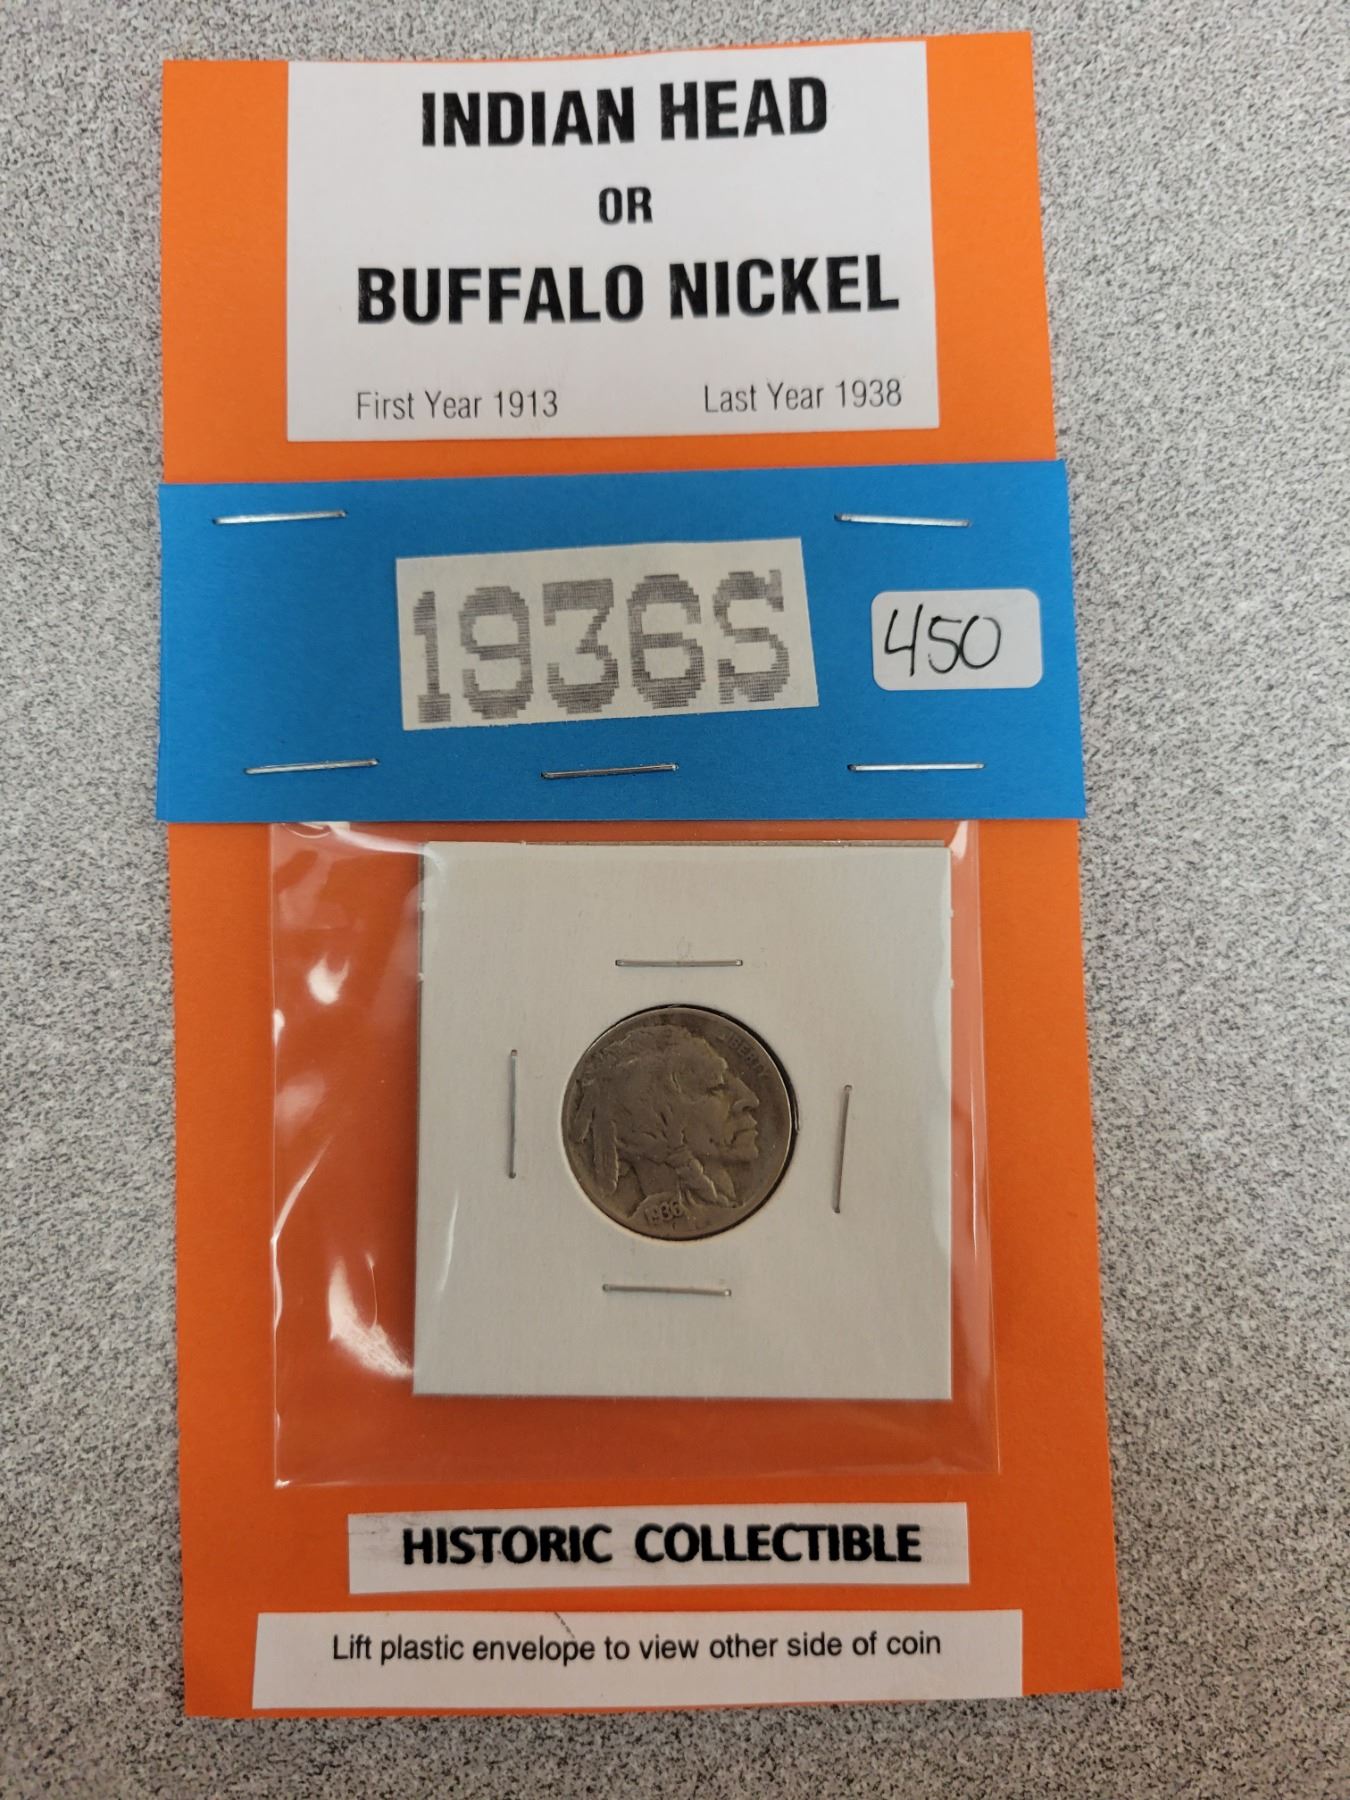 INDIAN HEAD
OR
BUFFALO NICKEL
First Year 1913 Last Year 1938
1936S
450
LIBERTY
1936
HISTORIC COLLECTIBLE
Lift plastic envelope to view other side of coin